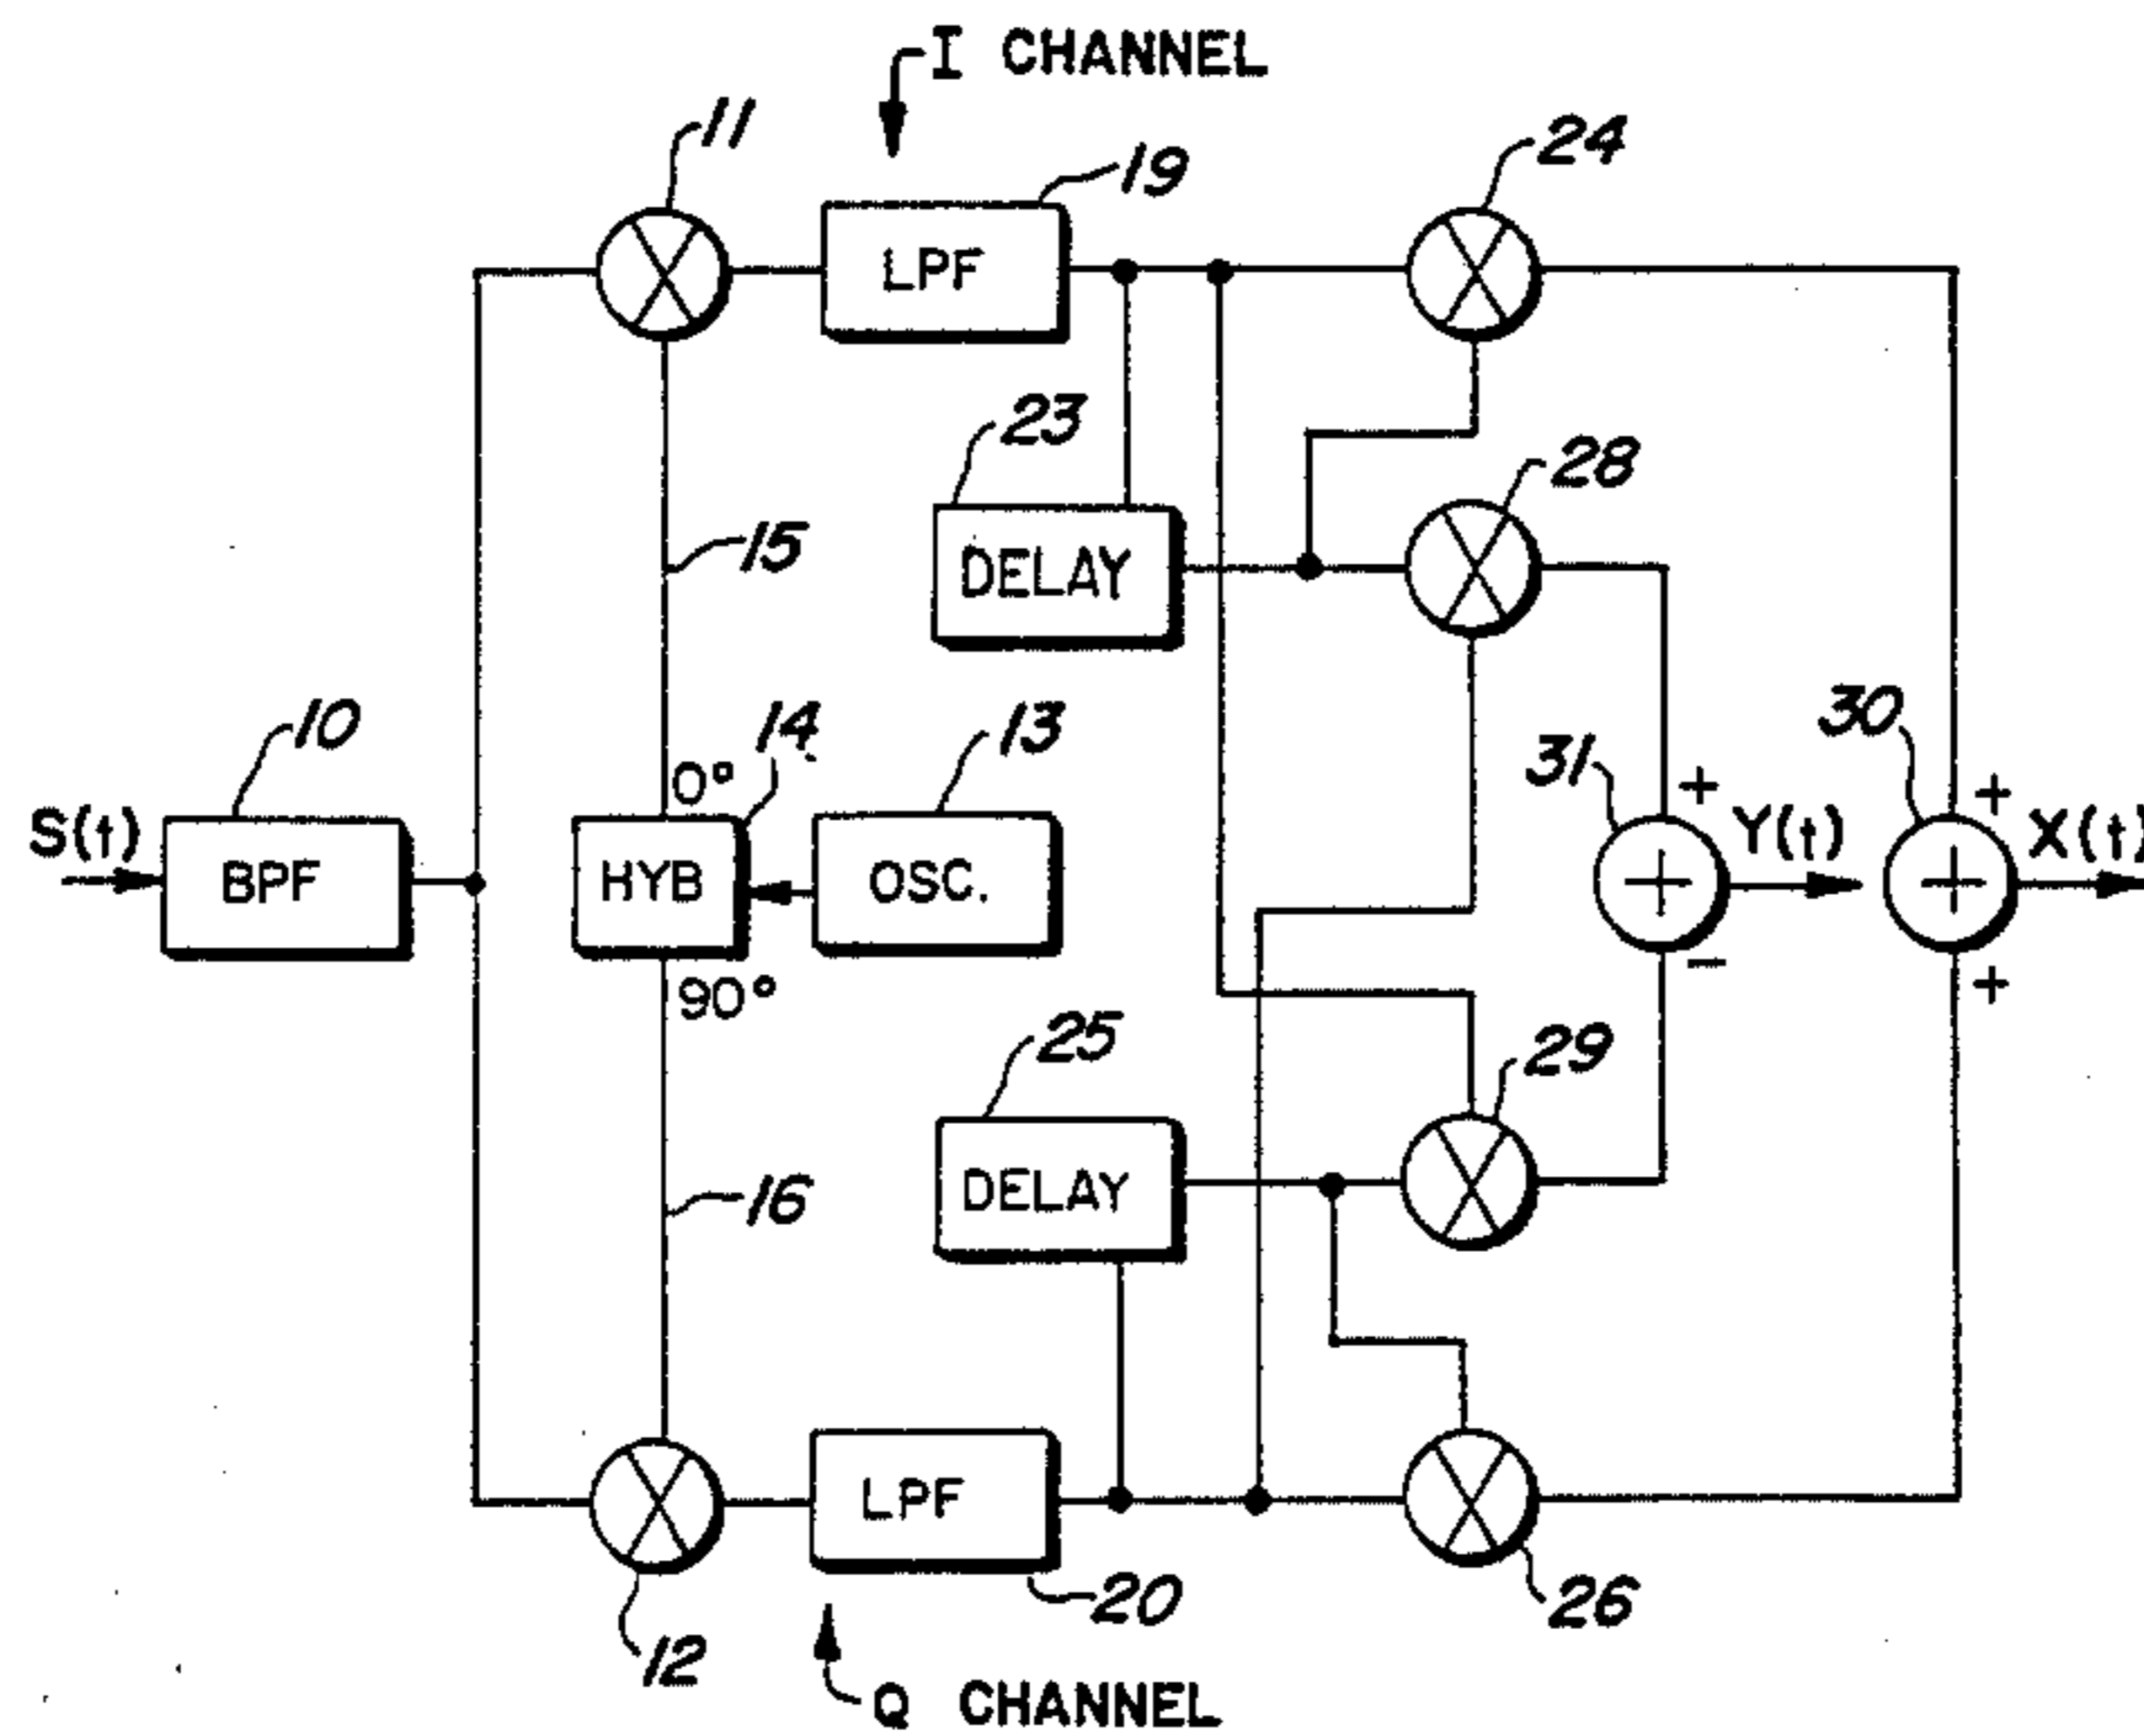 I CHANNEL
11
19
24
LPF
23
28
15
DELAY
10
14
13
31
30
0°
+
+
S(t)
BPF
HYB
OSC.
+
Y(t)
+
X(t)
90°
−
+
25
29
DELAY
16
LPF
20
26
12
Q CHANNEL